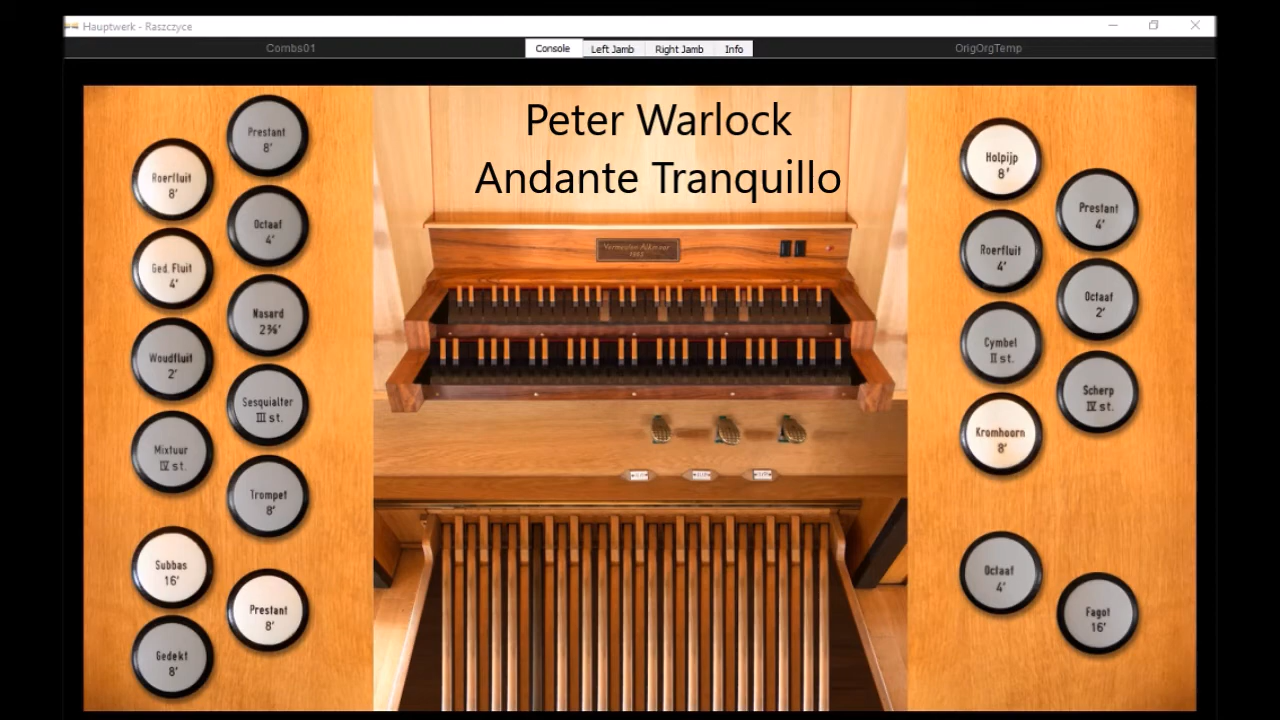 Hauptwerk - Raszczyce
Combs01
Console
Left Jamb
Right Jamb
Info
OrigOrgTemp
Peter Warlock
Andante Tranquillo
Prestant
8'
Roerfluit
8'
Octaaf
4'
Ged. Fluit
4'
Nasard
2⅔'
Woudfluit
2'
Sesquialter
III st.
Mixtuur
IV st.
Trompet
8'
Subbas
16'
Prestant
8'
Gedekt
8'
Vermeulen Alkmaar
Holpijp
8'
Prestant
4'
Roerfluit
4'
Octaaf
2'
Cymbel
II st.
Scherp
IV st.
Kromhoorn
8'
Octaaf
4'
Fagot
16'